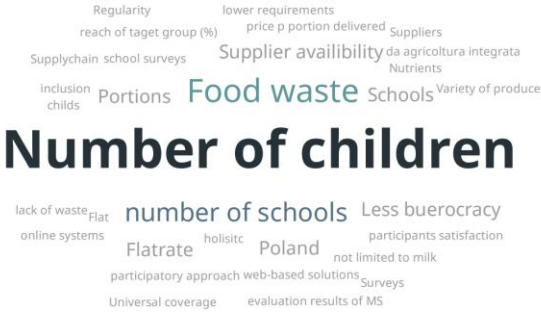 Regularity
lower requirements
reach of taget group (%)
price p portion delivered
Suppliers
Supplychain
school surveys
Supplier availibility
da agricoltura integrata
Nutrients
inclusion
childs
Portions
Food waste
Schools
Variety of produce
Number of children
lack of waste
Flat
number of schools
Less buerocracy
online systems
Flatrate
holisitc
Poland
participants satisfaction
not limited to milk
participatory approach
web-based solutions
Surveys
Universal coverage
evaluation results of MS